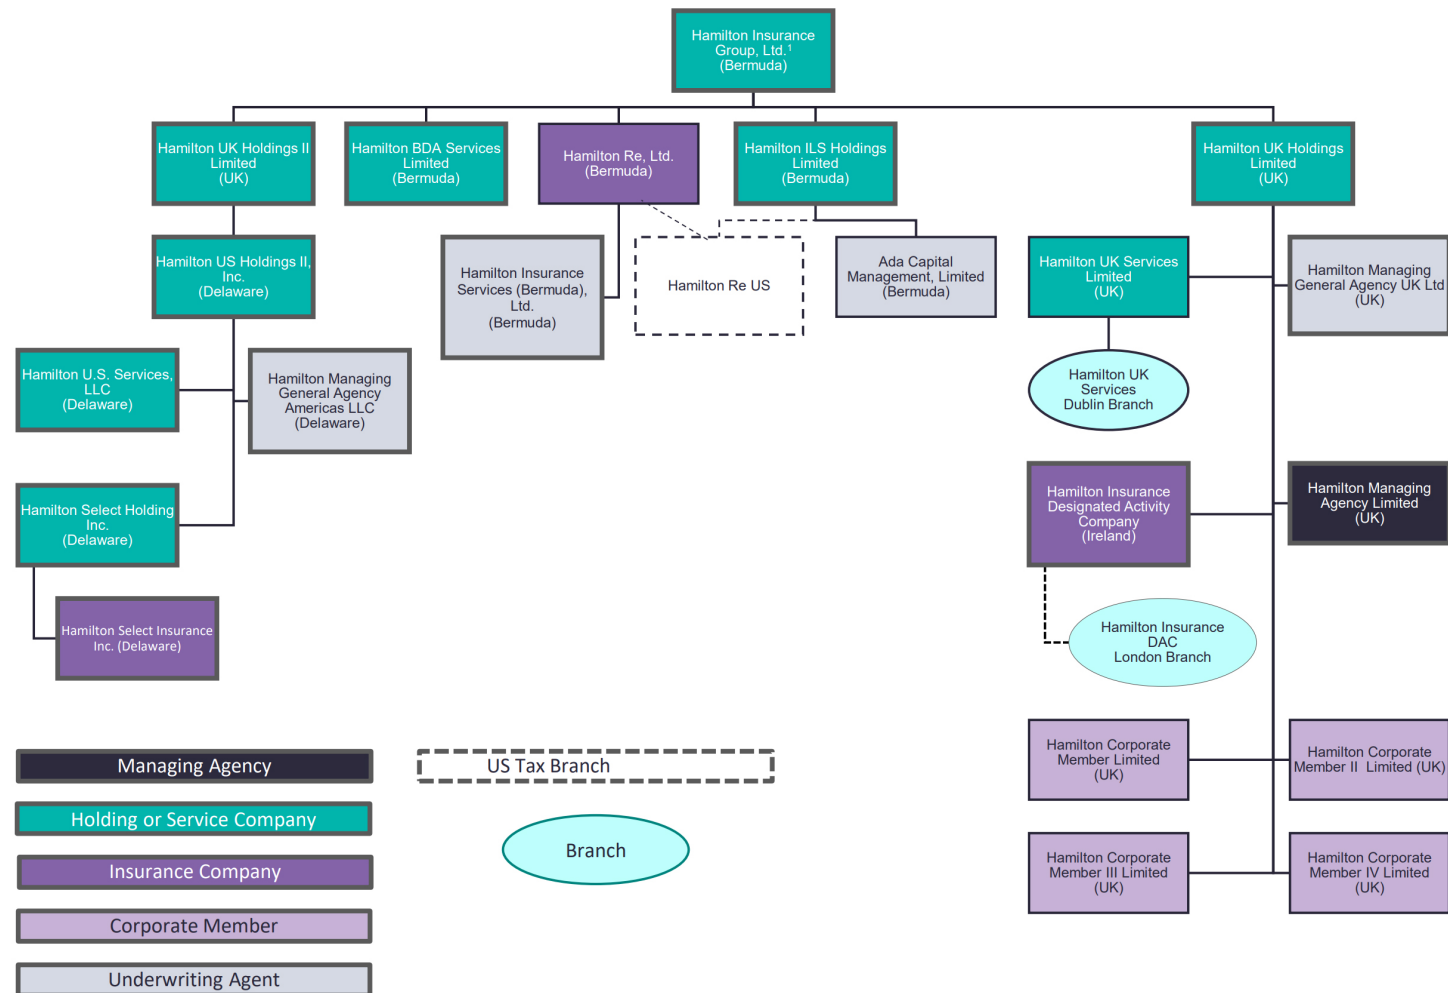 Hamilton Insurance
Group, Ltd.¹
(Bermuda)
Hamilton UK Holdings II
Limited
(UK)
Hamilton BDA Services
Limited
(Bermuda)
Hamilton Re, Ltd.
(Bermuda)
Hamilton ILS Holdings
Limited
(Bermuda)
Hamilton UK Holdings
Limited
(UK)
Hamilton US Holdings II,
Inc.
(Delaware)
Hamilton Insurance
Services (Bermuda),
Ltd.
(Bermuda)
Hamilton Re US
Ada Capital
Management, Limited
(Bermuda)
Hamilton UK Services
Limited
(UK)
Hamilton Managing
General Agency UK Ltd
(UK)
Hamilton U.S. Services,
LLC
(Delaware)
Hamilton Managing
General Agency
Americas LLC
(Delaware)
Hamilton UK
Services
Dublin Branch
Hamilton Select Holding
Inc.
(Delaware)
Hamilton Insurance
Designated Activity
Company
(Ireland)
Hamilton Managing
Agency Limited
(UK)
Hamilton Select Insurance
Inc. (Delaware)
Hamilton Insurance
DAC
London Branch
Hamilton Corporate
Member Limited
(UK)
Hamilton Corporate
Member II Limited (UK)
Hamilton Corporate
Member III Limited
(UK)
Hamilton Corporate
Member IV Limited
(UK)
Managing Agency
US Tax Branch
Holding or Service Company
Branch
Insurance Company
Corporate Member
Underwriting Agent